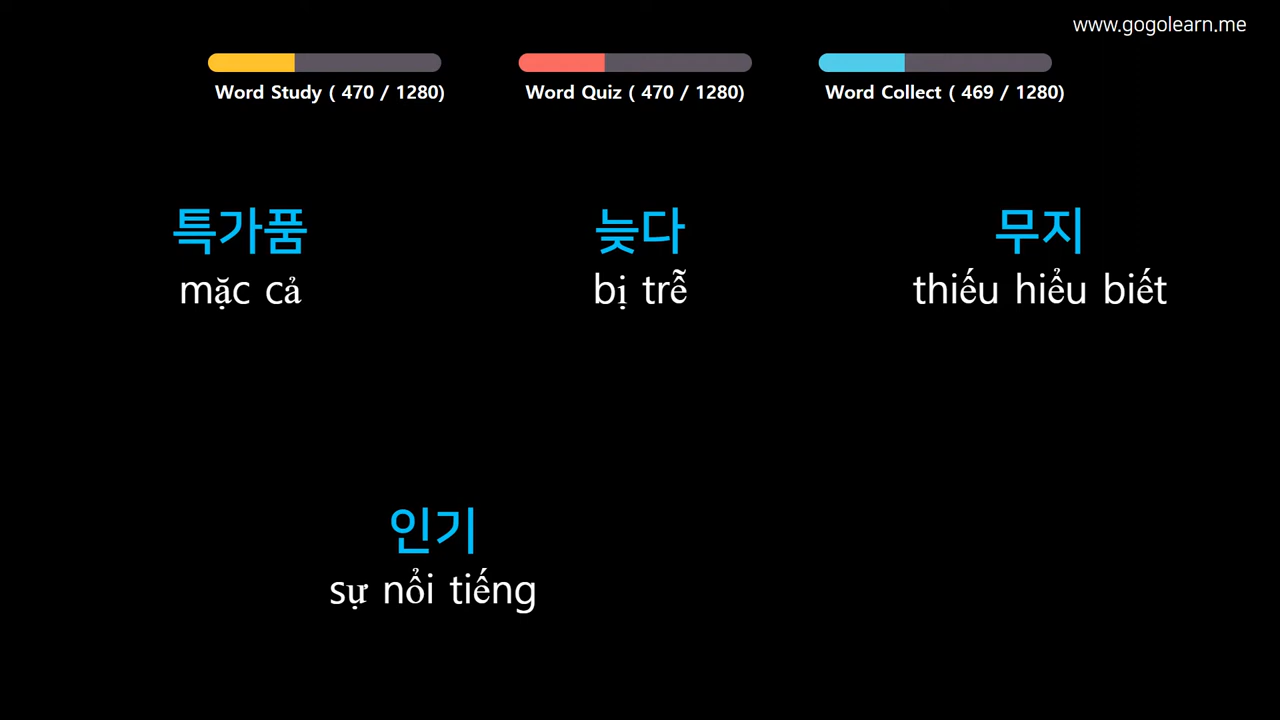 www.gogolearn.me
Word Study ( 470 / 1280)
Word Quiz ( 470 / 1280)
Word Collect ( 469 / 1280)
특가품
mặc cả
늦다
bị trễ
무지
thiếu hiểu biết
인기
sự nổi tiếng